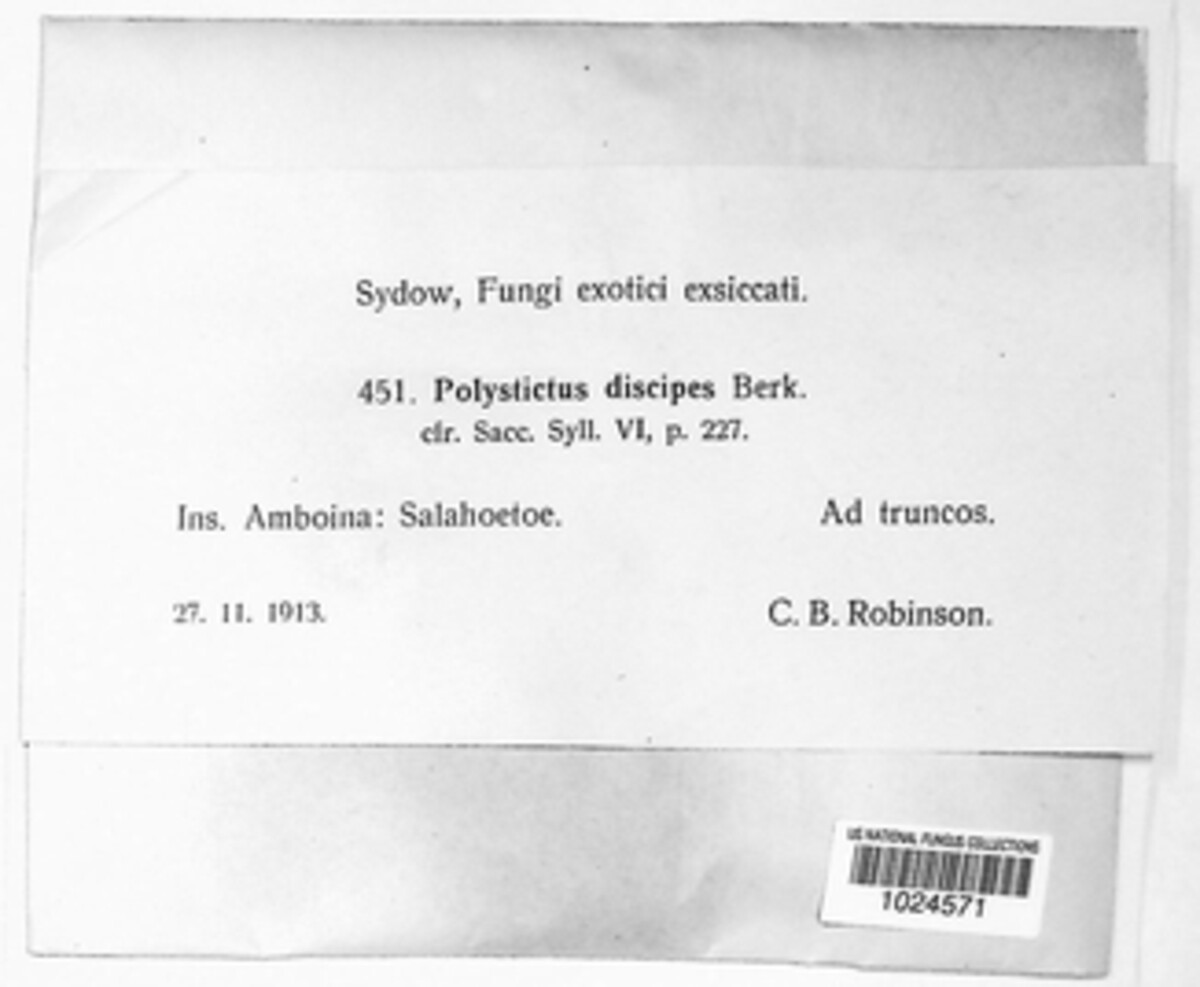 Sydow, Fungi exotici exsiccati.
451. Polystictus discipes Berk.
cfr. Sacc. Syll. VI, p. 227.
Ins. Amboina: Salahoetoe. Ad truncos.
27. 11. 1913. C. B. Robinson.
US NATIONAL FUNGUS COLLECTIONS
1024571